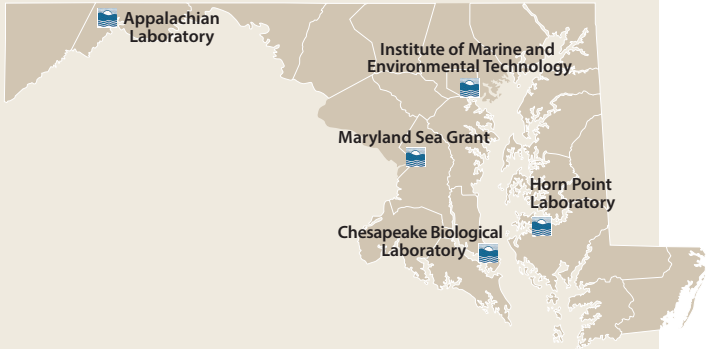 Appalachian
Laboratory
Institute of Marine and
Environmental Technology
Maryland Sea Grant
Horn Point
Laboratory
Chesapeake Biological
Laboratory